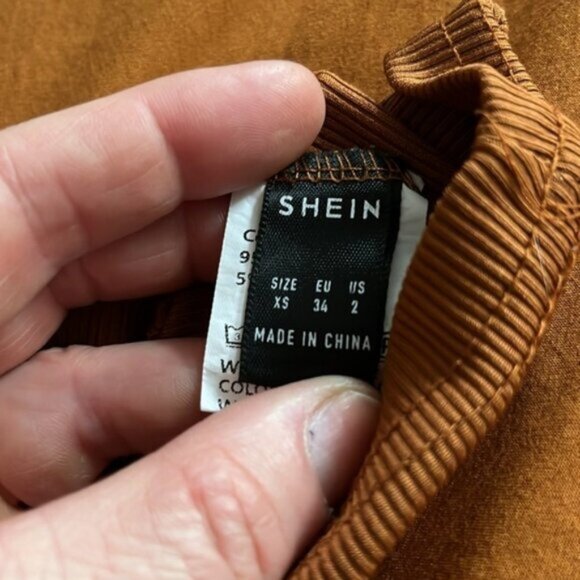 SHEIN
SIZE EU US
XS 34 2
MADE IN CHINA